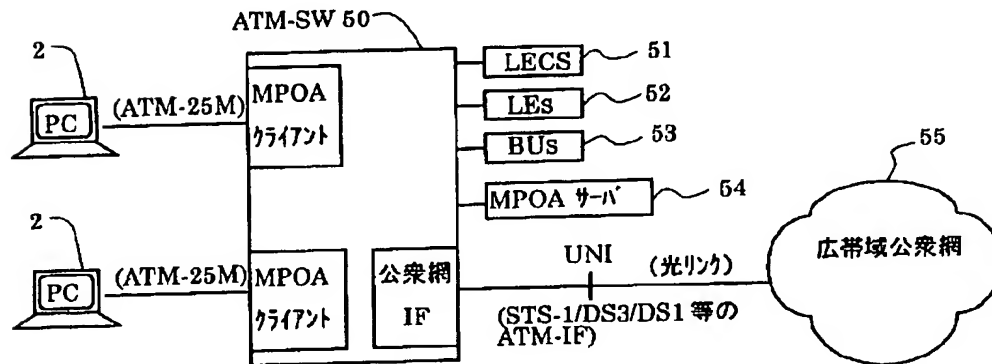 ATM-SW 50
2
PC
(ATM-25M)
MPOA
クライアント
LECS
51
LEs
52
BUs
53
MPOA サーバ
54
55
広帯域公衆網
2
PC
(ATM-25M)
MPOA
クライアント
公衆網
IF
UNI
(光リンク)
(STS-1/DS3/DS1 等の
ATM-IF)